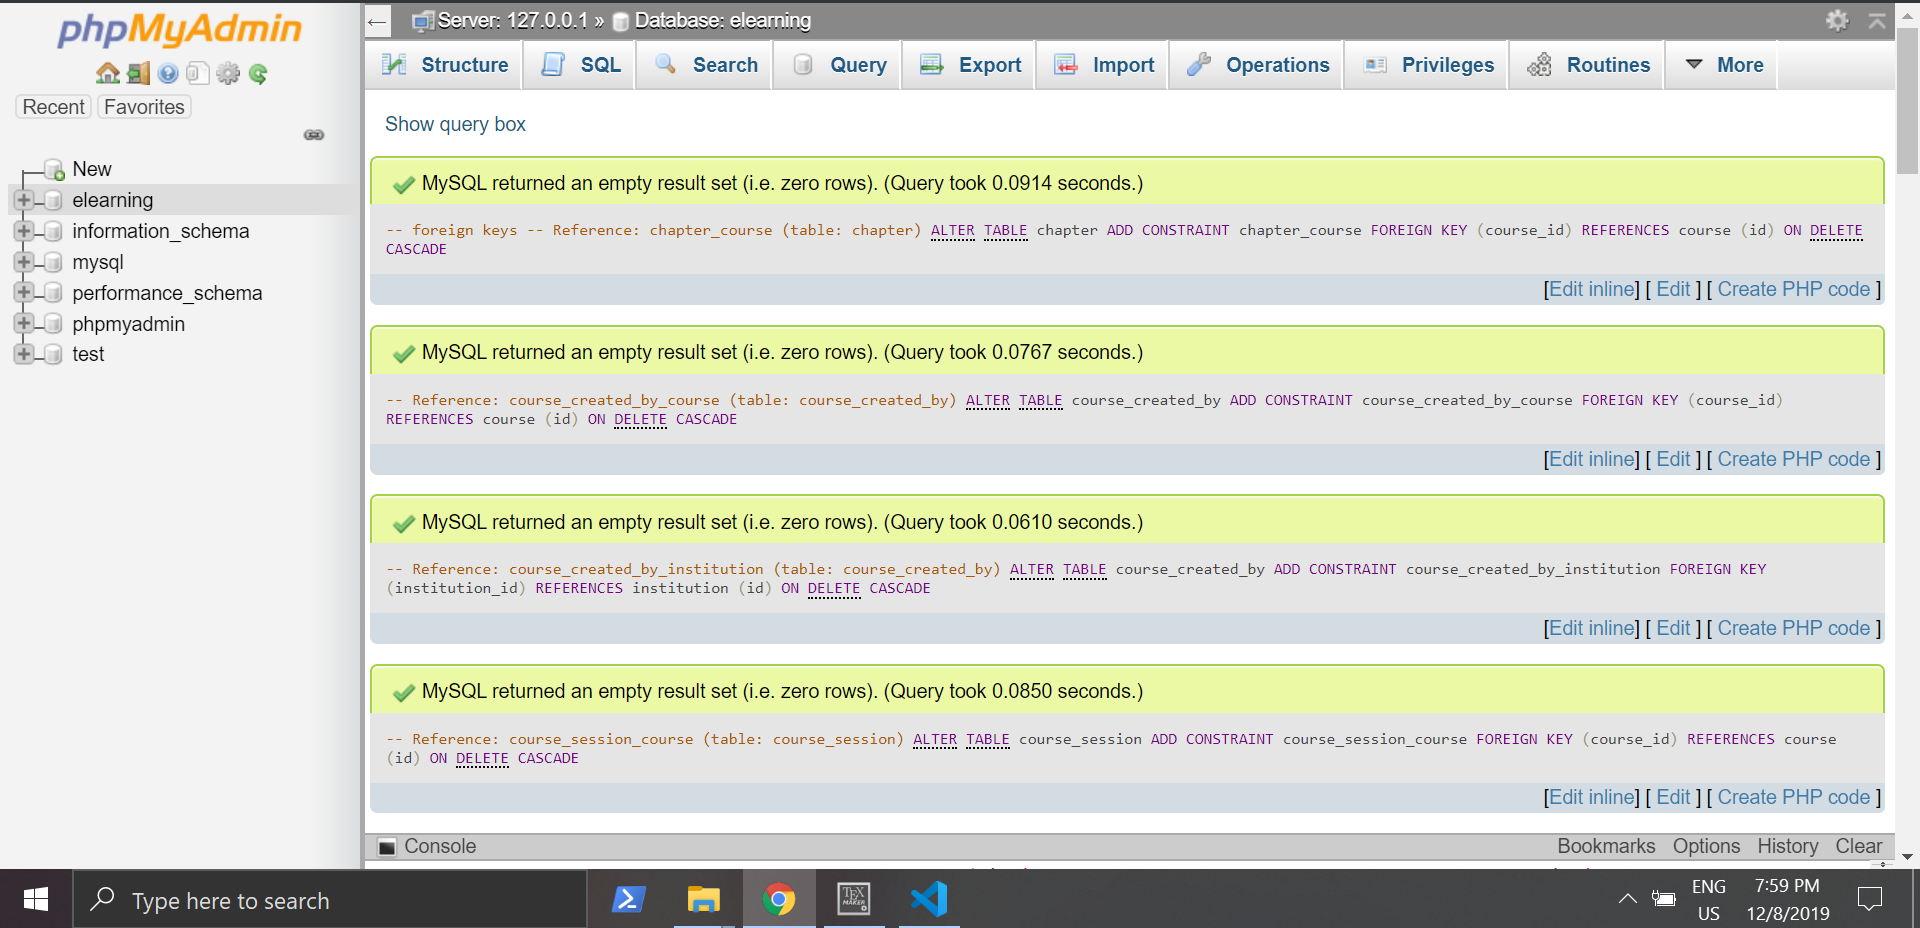 phpMyAdmin
Recent Favorites
New
elearning
information_schema
mysql
performance_schema
phpmyadmin
test
← Server: 127.0.0.1 » Database: elearning
Structure SQL Search Query Export Import Operations Privileges Routines More
Show query box
MySQL returned an empty result set (i.e. zero rows). (Query took 0.0914 seconds.)
-- foreign keys -- Reference: chapter_course (table: chapter) ALTER TABLE chapter ADD CONSTRAINT chapter_course FOREIGN KEY (course_id) REFERENCES course (id) ON DELETE
CASCADE
[Edit inline] [ Edit ] [ Create PHP code ]
MySQL returned an empty result set (i.e. zero rows). (Query took 0.0767 seconds.)
-- Reference: course_created_by_course (table: course_created_by) ALTER TABLE course_created_by ADD CONSTRAINT course_created_by_course FOREIGN KEY (course_id)
REFERENCES course (id) ON DELETE CASCADE
[Edit inline] [ Edit ] [ Create PHP code ]
MySQL returned an empty result set (i.e. zero rows). (Query took 0.0610 seconds.)
-- Reference: course_created_by_institution (table: course_created_by) ALTER TABLE course_created_by ADD CONSTRAINT course_created_by_institution FOREIGN KEY
(institution_id) REFERENCES institution (id) ON DELETE CASCADE
[Edit inline] [ Edit ] [ Create PHP code ]
MySQL returned an empty result set (i.e. zero rows). (Query took 0.0850 seconds.)
-- Reference: course_session_course (table: course_session) ALTER TABLE course_session ADD CONSTRAINT course_session_course FOREIGN KEY (course_id) REFERENCES course
(id) ON DELETE CASCADE
[Edit inline] [ Edit ] [ Create PHP code ]
Console Bookmarks Options History Clear
Type here to search
TEX
MAKER
ENG
US
7:59 PM
12/8/2019